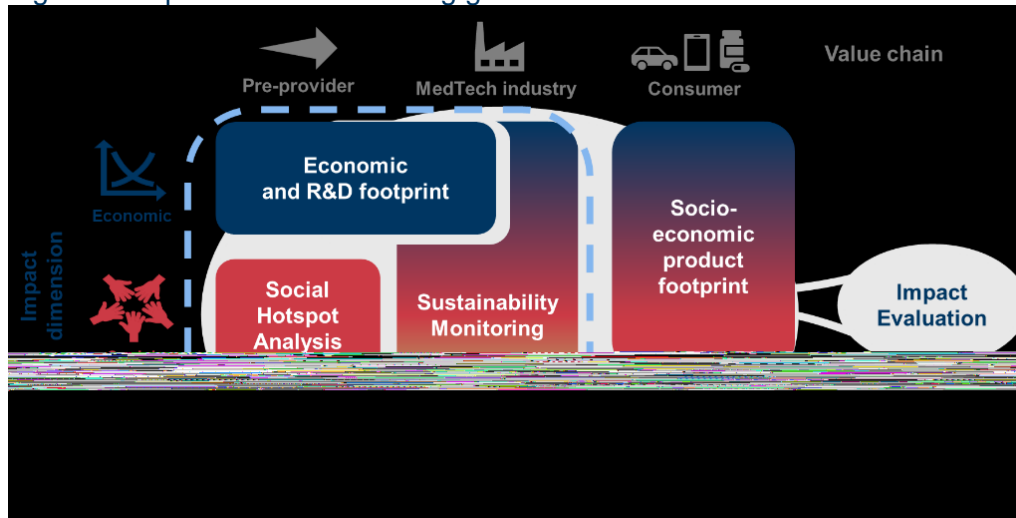 Pre-provider
MedTech industry
Consumer
Value chain
Economic
and R&D footprint
Economic
Socio-
economic
product
footprint
Impact
dimension
Social
Hotspot
Analysis
Sustainability
Monitoring
Impact
Evaluation